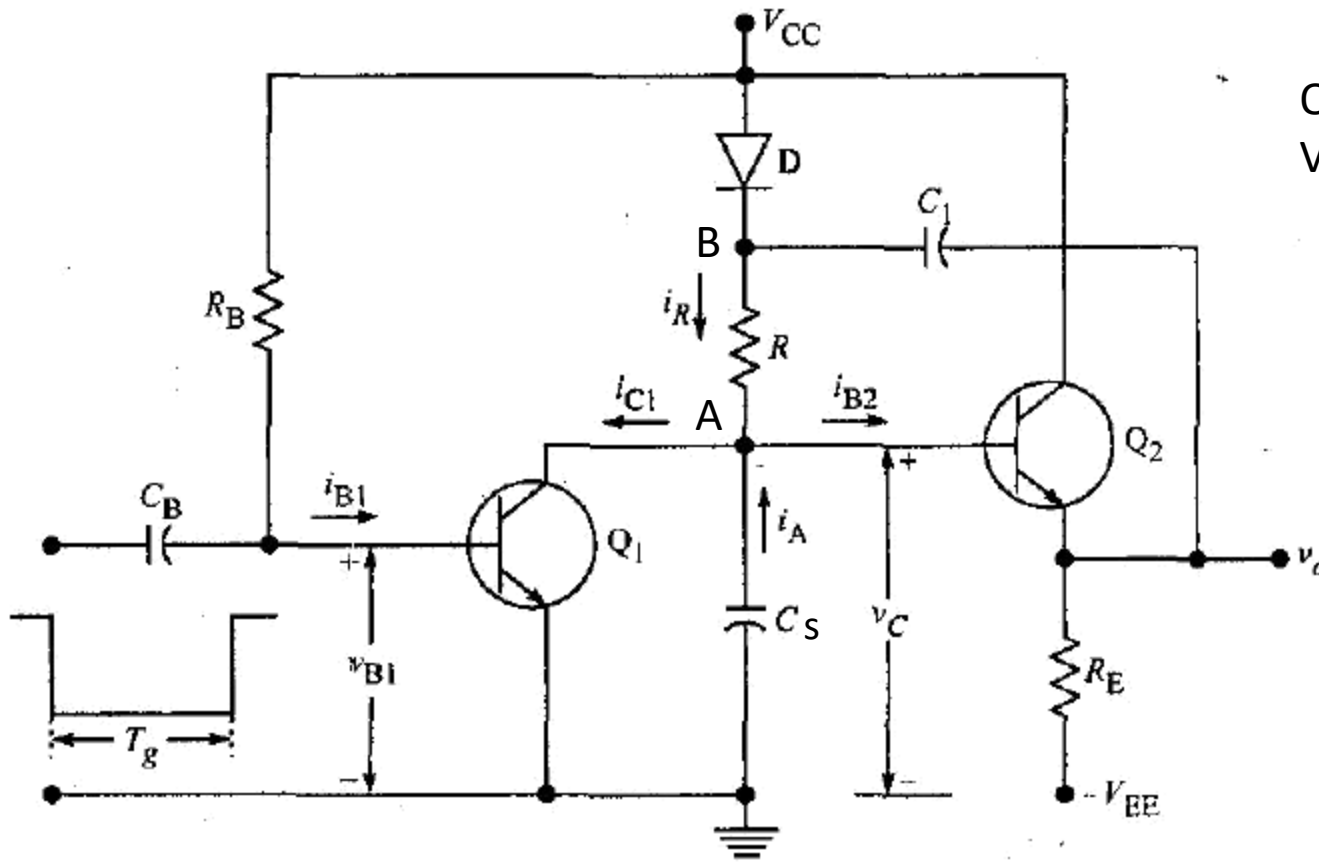 V_CC
C
V
D
C_1
B
i_R
R_B
R
i_C1
A
i_B2
Q_2
C_B
i_B1
+
Q_1
i_A
+
C_S
v_C
v_B1
R_E
T_g
-
-
- V_EE